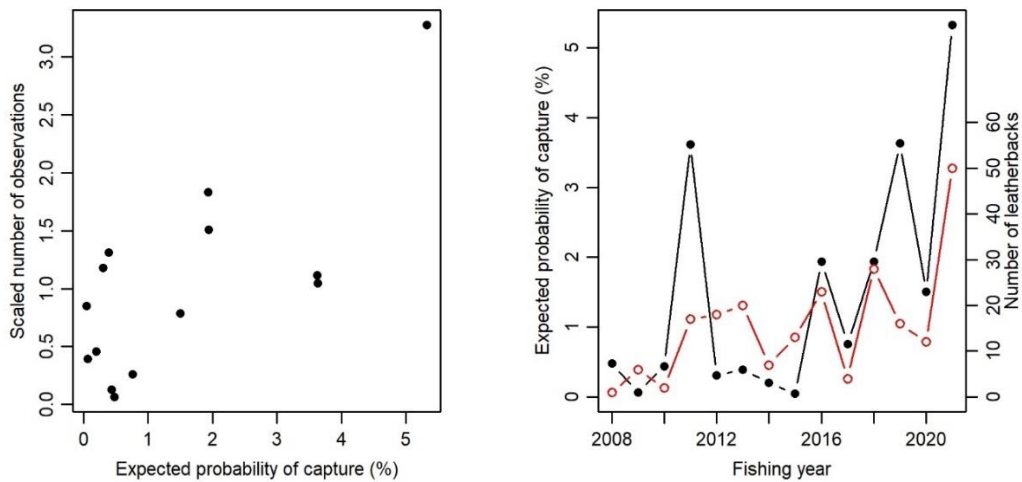 Scaled number of observations
3.0
2.5
2.0
1.5
1.0
0.5
0.0
0 1 2 3 4 5
Expected probability of capture (%)
Expected probability of capture (%)
5
4
3
2
1
0
2008 2012 2016 2020
Fishing year
60
50
40
30
20
10
0
Number of leatherbacks